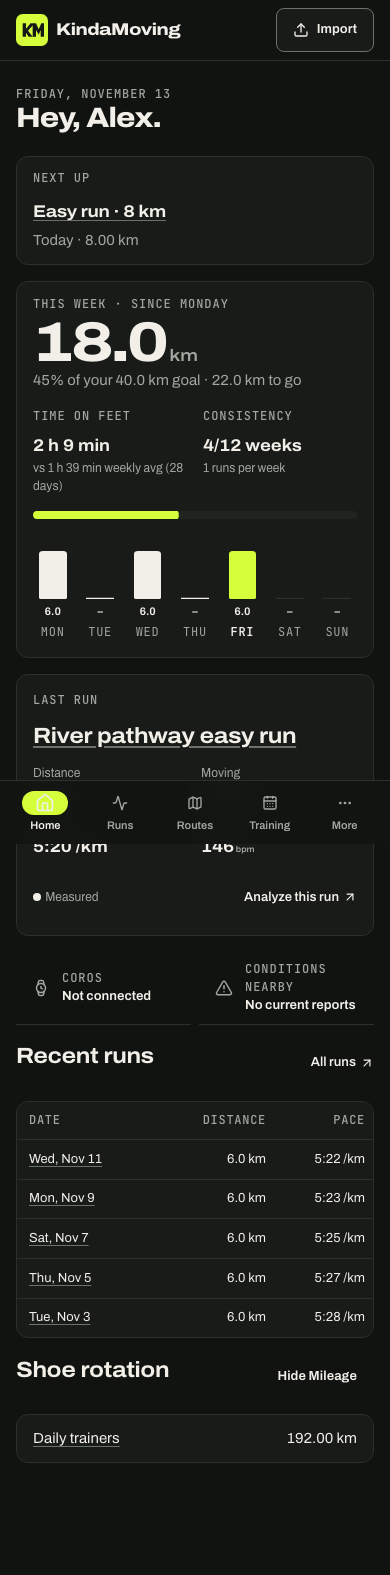 KM KindaMoving
Import
FRIDAY, NOVEMBER 13
Hey, Alex.
NEXT UP
Easy run · 8 km
Today · 8.00 km
THIS WEEK · SINCE MONDAY
18.0 km
45% of your 40.0 km goal · 22.0 km to go
TIME ON FEET
2 h 9 min
vs 1 h 39 min weekly avg (28
days)
CONSISTENCY
4/12 weeks
1 runs per week
6.0 – 6.0 – 6.0 – –
MON TUE WED THU FRI SAT SUN
LAST RUN
River pathway easy run
Distance Moving
Home Runs Routes Training More
5:20 /km 146 bpm
Measured Analyze this run
COROS
Not connected
CONDITIONS
NEARBY
No current reports
Recent runs All runs
DATE DISTANCE PACE
Wed, Nov 11 6.0 km 5:22 /km
Mon, Nov 9 6.0 km 5:23 /km
Sat, Nov 7 6.0 km 5:25 /km
Thu, Nov 5 6.0 km 5:27 /km
Tue, Nov 3 6.0 km 5:28 /km
Shoe rotation Hide Mileage
Daily trainers 192.00 km